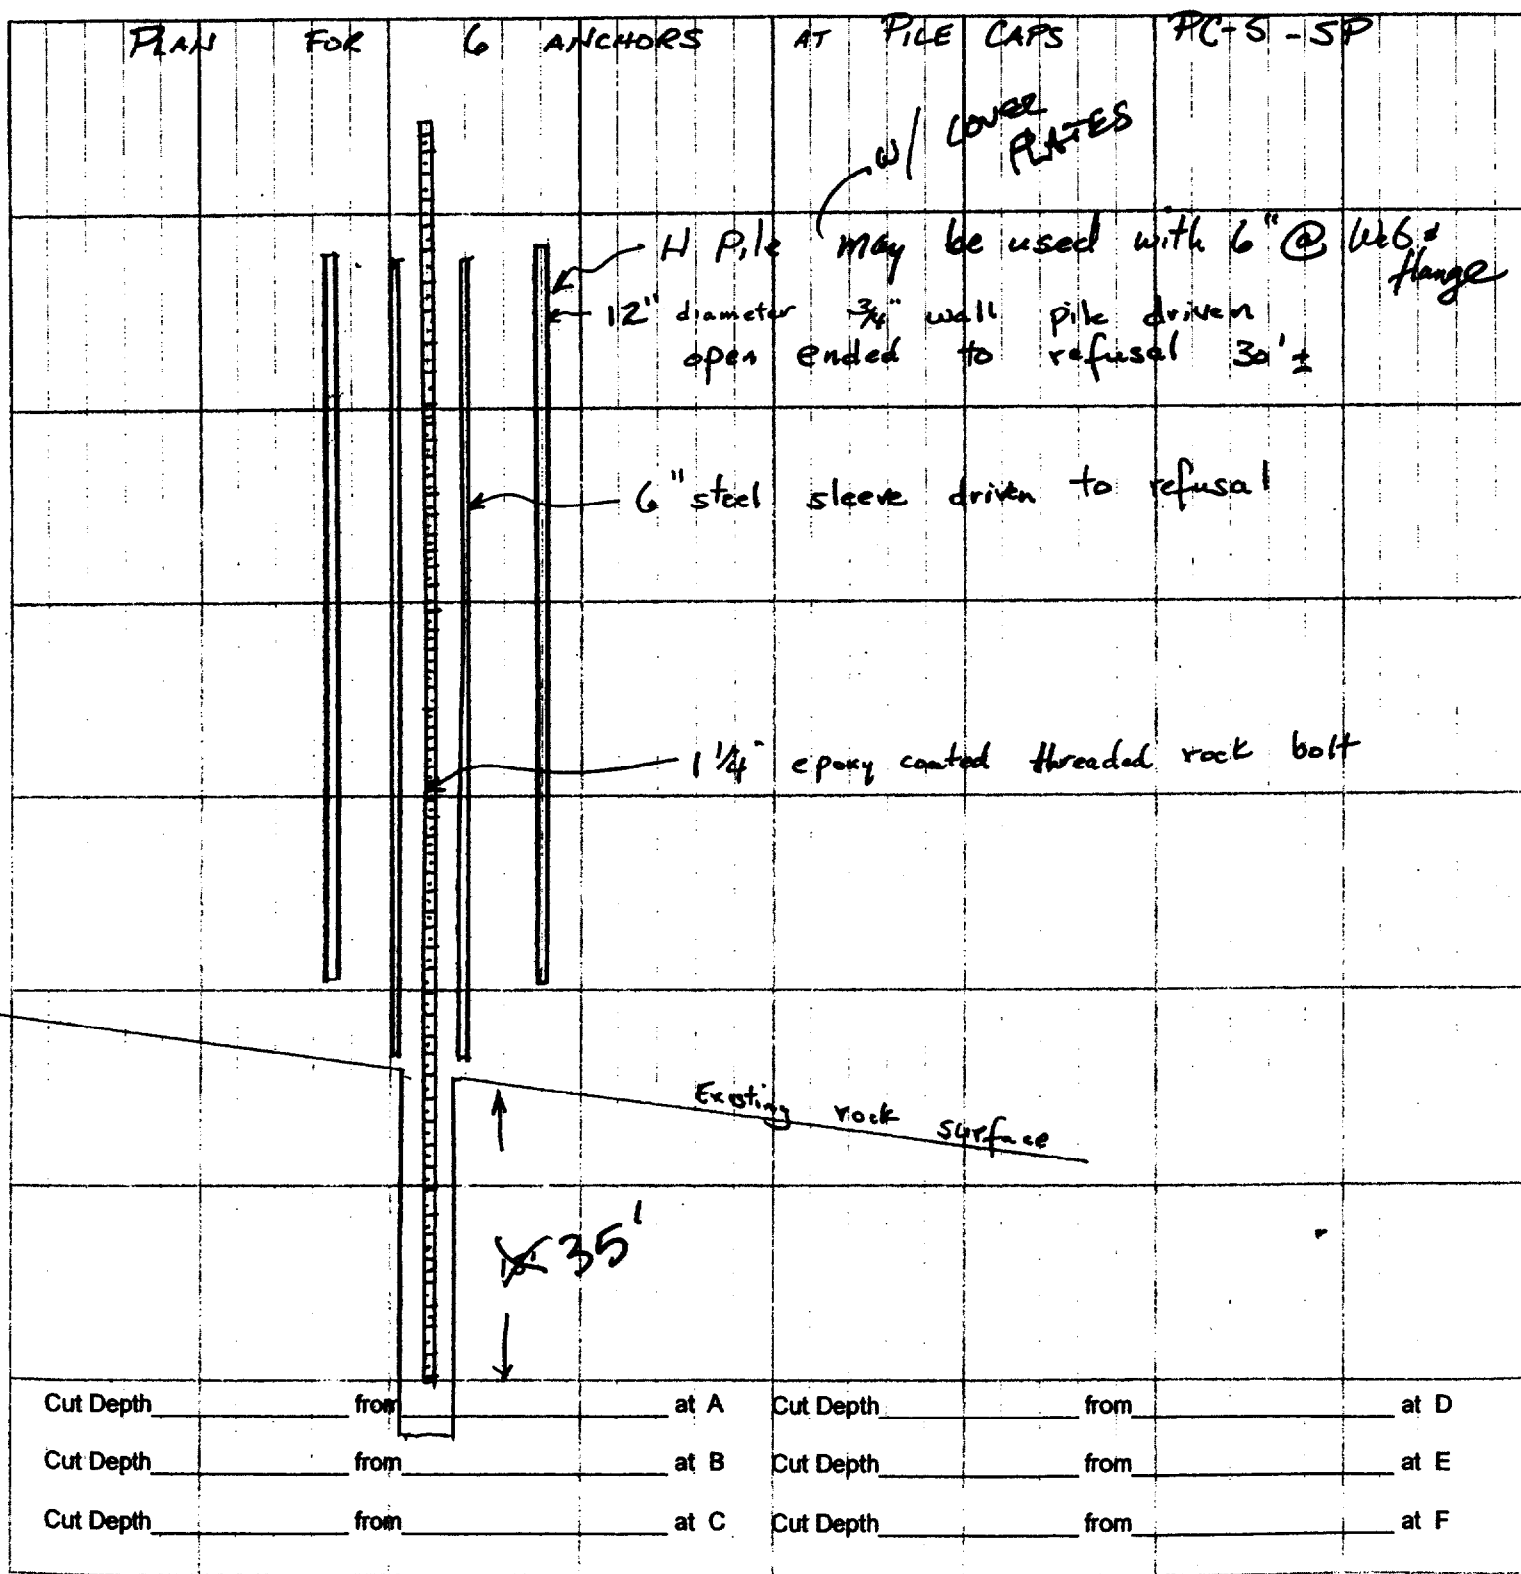 PLAN FOR 6 ANCHORS AT PILE CAPS PC-5-5P
w/ COVER
PLATES
H Pile may be used with 6" @ WEB &
flange
12" diameter 3/4" wall pile driven
open ended to refusal 30'±
6" steel sleeve driven to refusal
1 1/4" epoxy coated threaded rock bolt
Existing rock surface
35'
Cut Depth from at A Cut Depth from at D
Cut Depth from at B Cut Depth from at E
Cut Depth from at C Cut Depth from at F